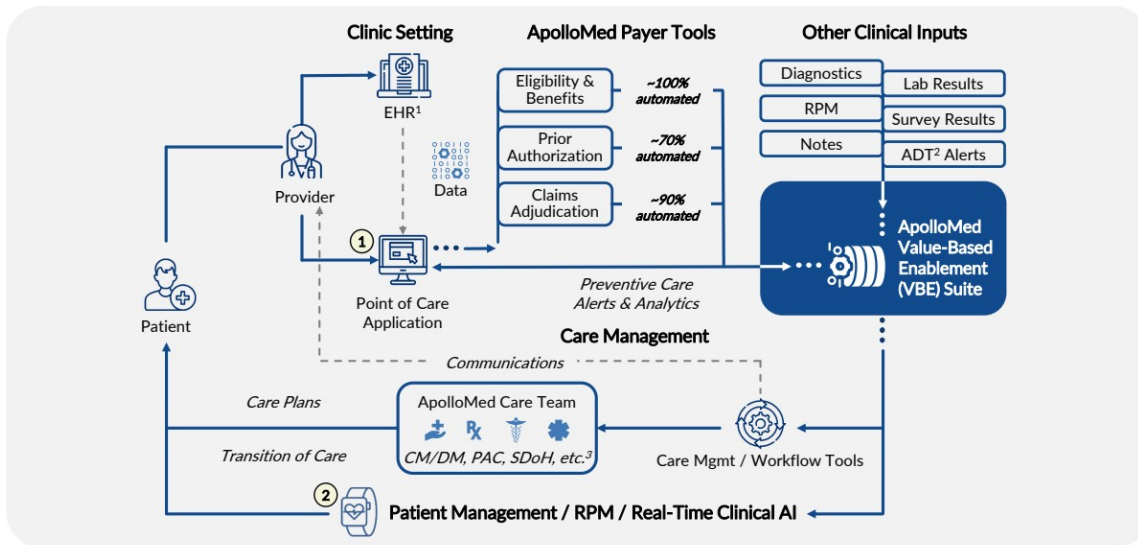 Clinic Setting
ApolloMed Payer Tools
Other Clinical Inputs
EHR¹
Provider
Data
Eligibility &
Benefits
~100%
automated
Prior
Authorization
~70%
automated
Claims
Adjudication
~90%
automated
Diagnostics
Lab Results
RPM
Survey Results
Notes
ADT² Alerts
1
Point of Care
Application
Preventive Care
Alerts & Analytics
ApolloMed
Value-Based
Enablement
(VBE) Suite
Patient
Care Management
Communications
Care Plans
Transition of Care
ApolloMed Care Team
Rx
CM/DM, PAC, SDoH, etc.³
Care Mgmt / Workflow Tools
2
Patient Management / RPM / Real-Time Clinical AI